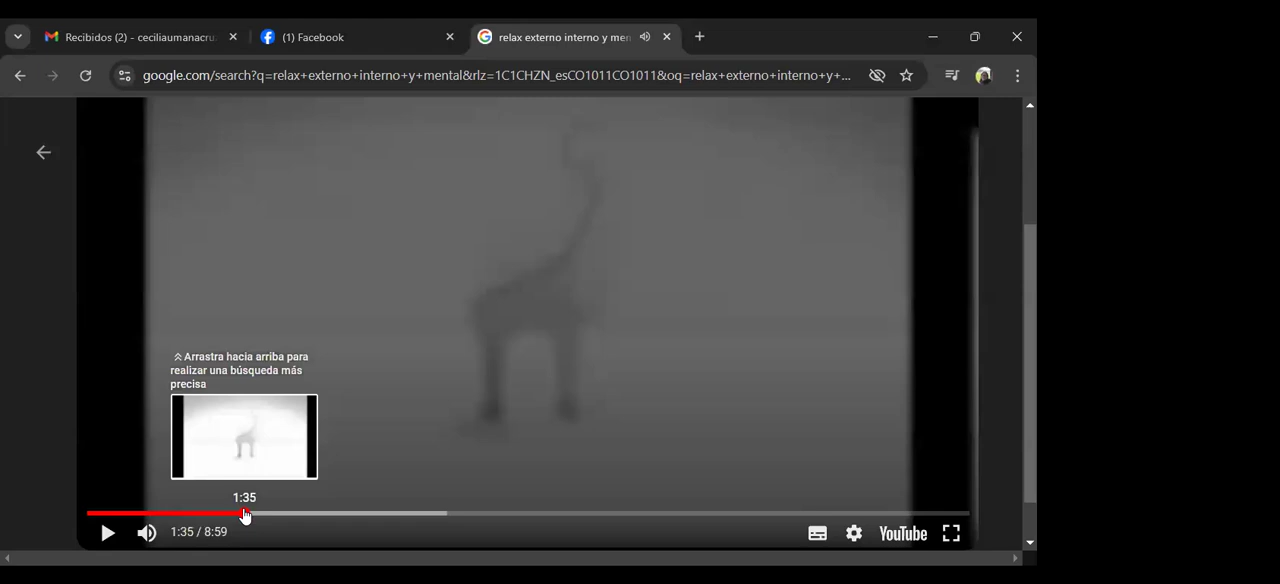 Recibidos (2) - ceciliaumanacru
(1) Facebook
relax externo interno y men
google.com/search?q=relax+externo+interno+y+mental&rlz=1C1CHZN_esCO1011CO1011&oq=relax+externo+interno+y+...
Arrastra hacia arriba para
realizar una búsqueda más
precisa
1:35
1:35 / 8:59
YouTube